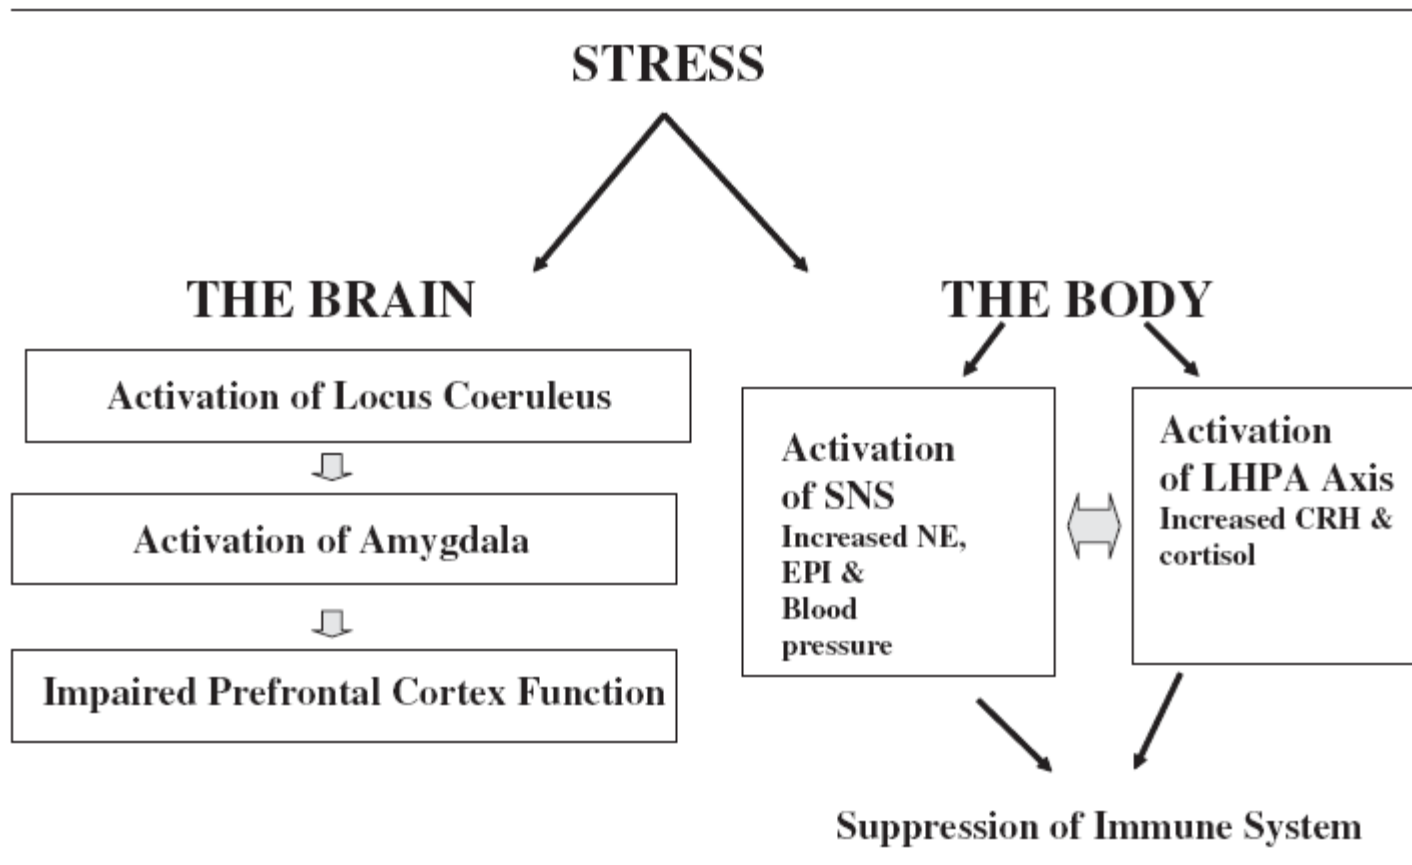 STRESS
THE BRAIN
Activation of Locus Coeruleus
Activation of Amygdala
Impaired Prefrontal Cortex Function
THE BODY
Activation
of SNS
Increased NE,
EPI &
Blood
pressure
Activation
of LHPA Axis
Increased CRH &
cortisol
Suppression of Immune System